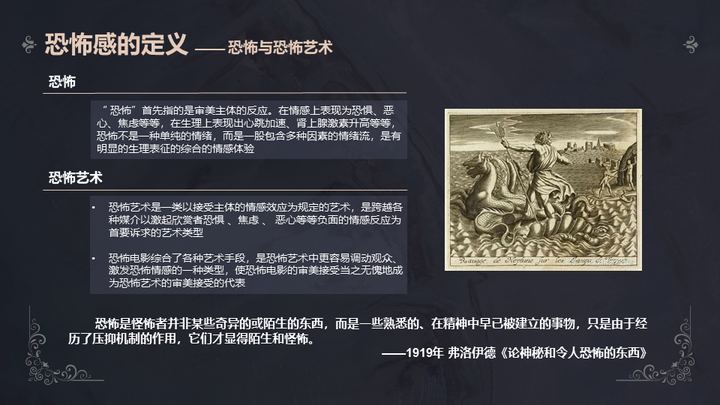 恐怖感的定义 —— 恐怖与恐怖艺术
恐怖
“ 恐怖”首先指的是审美主体的反应。在情感上表现为恐惧、恶
心、焦虑等等，在生理上表现出心跳加速、肾上腺激素升高等等，
恐怖不是一种单纯的情绪，而是一股包含多种因素的情绪流，是有
明显的生理表征的综合的情感体验
恐怖艺术
• 恐怖艺术是一类以接受主体的情感效应为规定的艺术，是跨越各
种媒介以激起欣赏者恐惧 、焦虑 、 恶心等等负面的情感反应为
首要诉求的艺术类型
• 恐怖电影综合了各种艺术手段，是恐怖艺术中更容易调动观众、
激发恐怖情感的一种类型，使恐怖电影的审美接受当之无愧地成
为恐怖艺术的审美接受的代表
de Neptune sur les
恐怖是怪怖者并非某些奇异的或陌生的东西，而是一些熟悉的、在精神中早已被建立的事物，只是由于经
历了压抑机制的作用，它们才显得陌生和怪怖。
——1919年 弗洛伊德《论神秘和令人恐怖的东西》